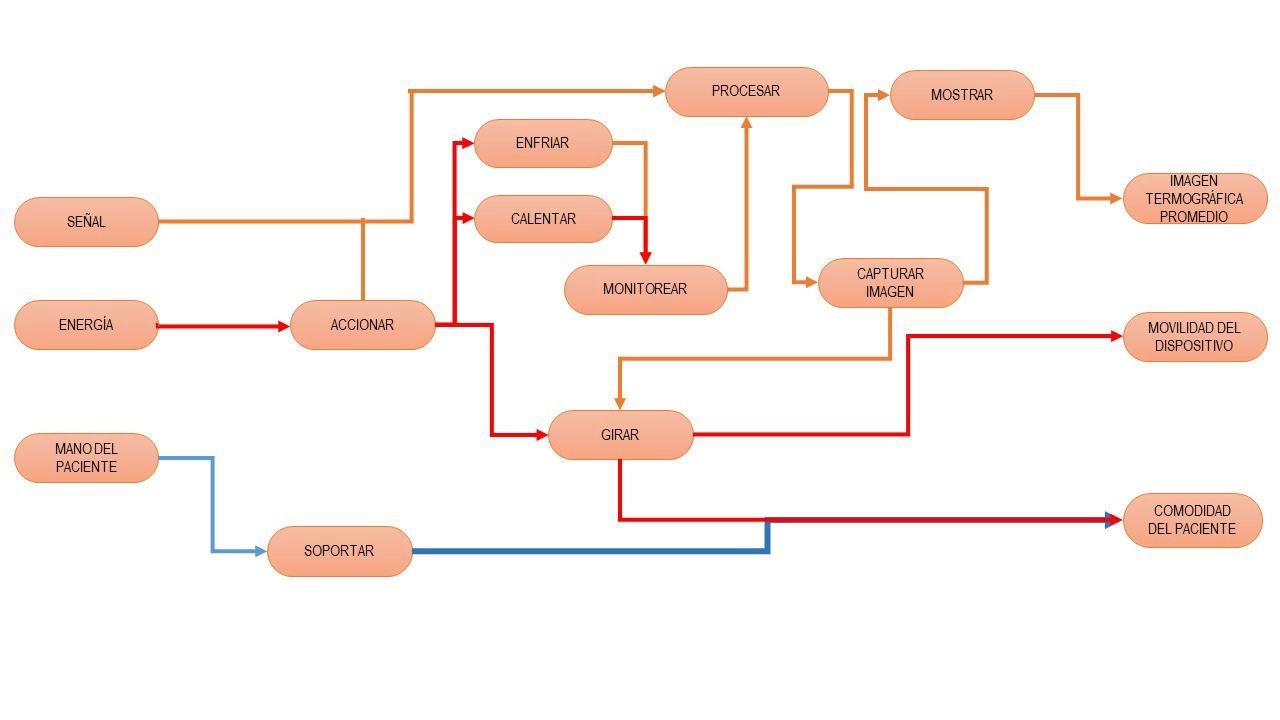 PROCESAR
MOSTRAR
ENFRIAR
IMAGEN
TERMOGRÁFICA
PROMEDIO
SEÑAL
CALENTAR
MONITOREAR
CAPTURAR
IMAGEN
ENERGÍA
ACCIONAR
MOVILIDAD DEL
DISPOSITIVO
GIRAR
MANO DEL
PACIENTE
SOPORTAR
COMODIDAD
DEL PACIENTE